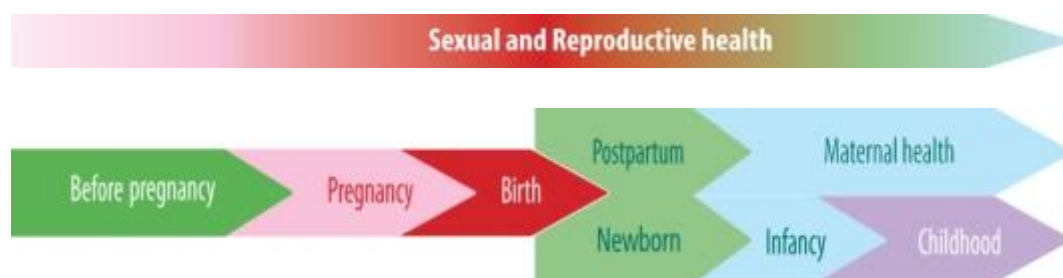 Sexual and Reproductive health
Before pregnancy
Pregnancy
Birth
Postpartum
Maternal health
Newborn
Infancy
Childhood